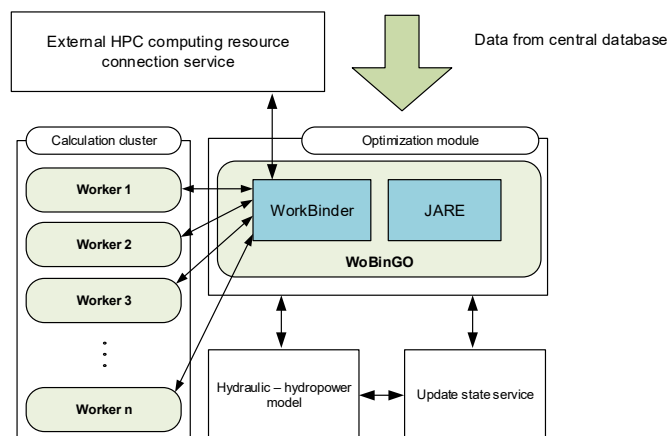 External HPC computing resource
connection service
Data from central database
Calculation cluster
Optimization module
Worker 1
Worker 2
Worker 3
Worker n
WorkBinder
JARE
WoBinGO
Hydraulic – hydropower
model
Update state service